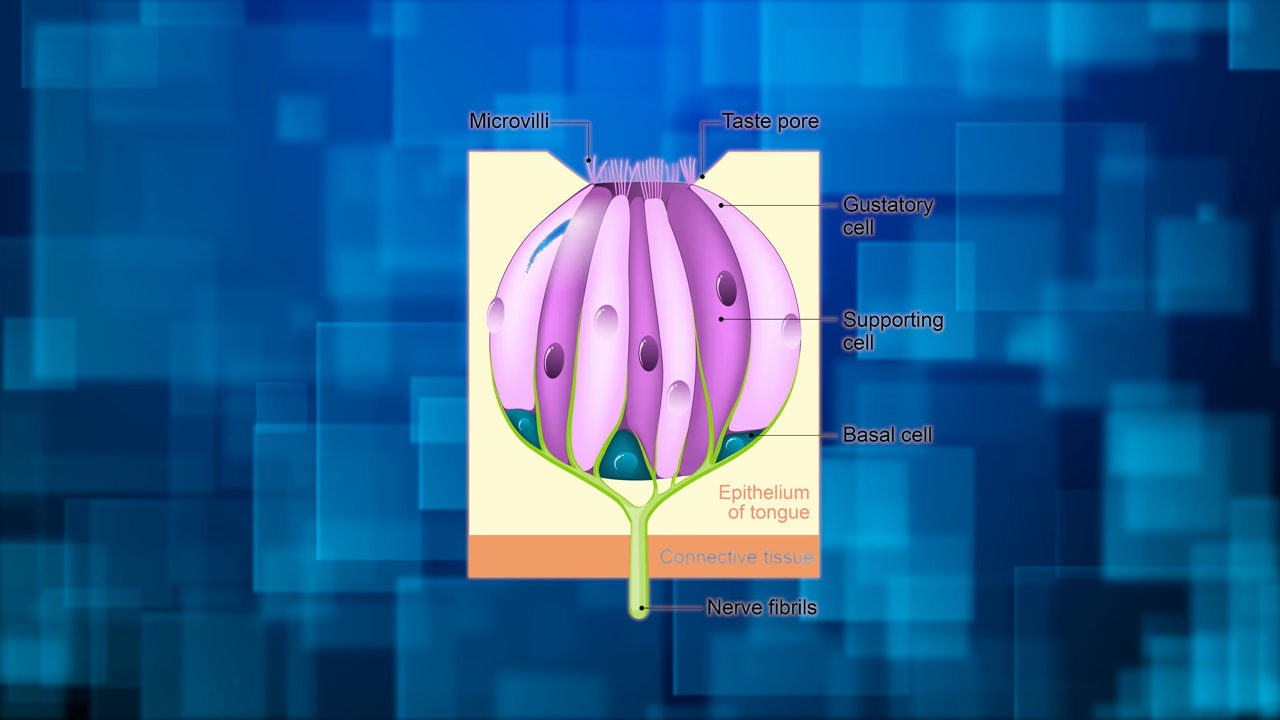 Microvilli
Taste pore
Gustatory
cell
Supporting
cell
Basal cell
Epithelium
of tongue
Connective tissue
Nerve fibrils